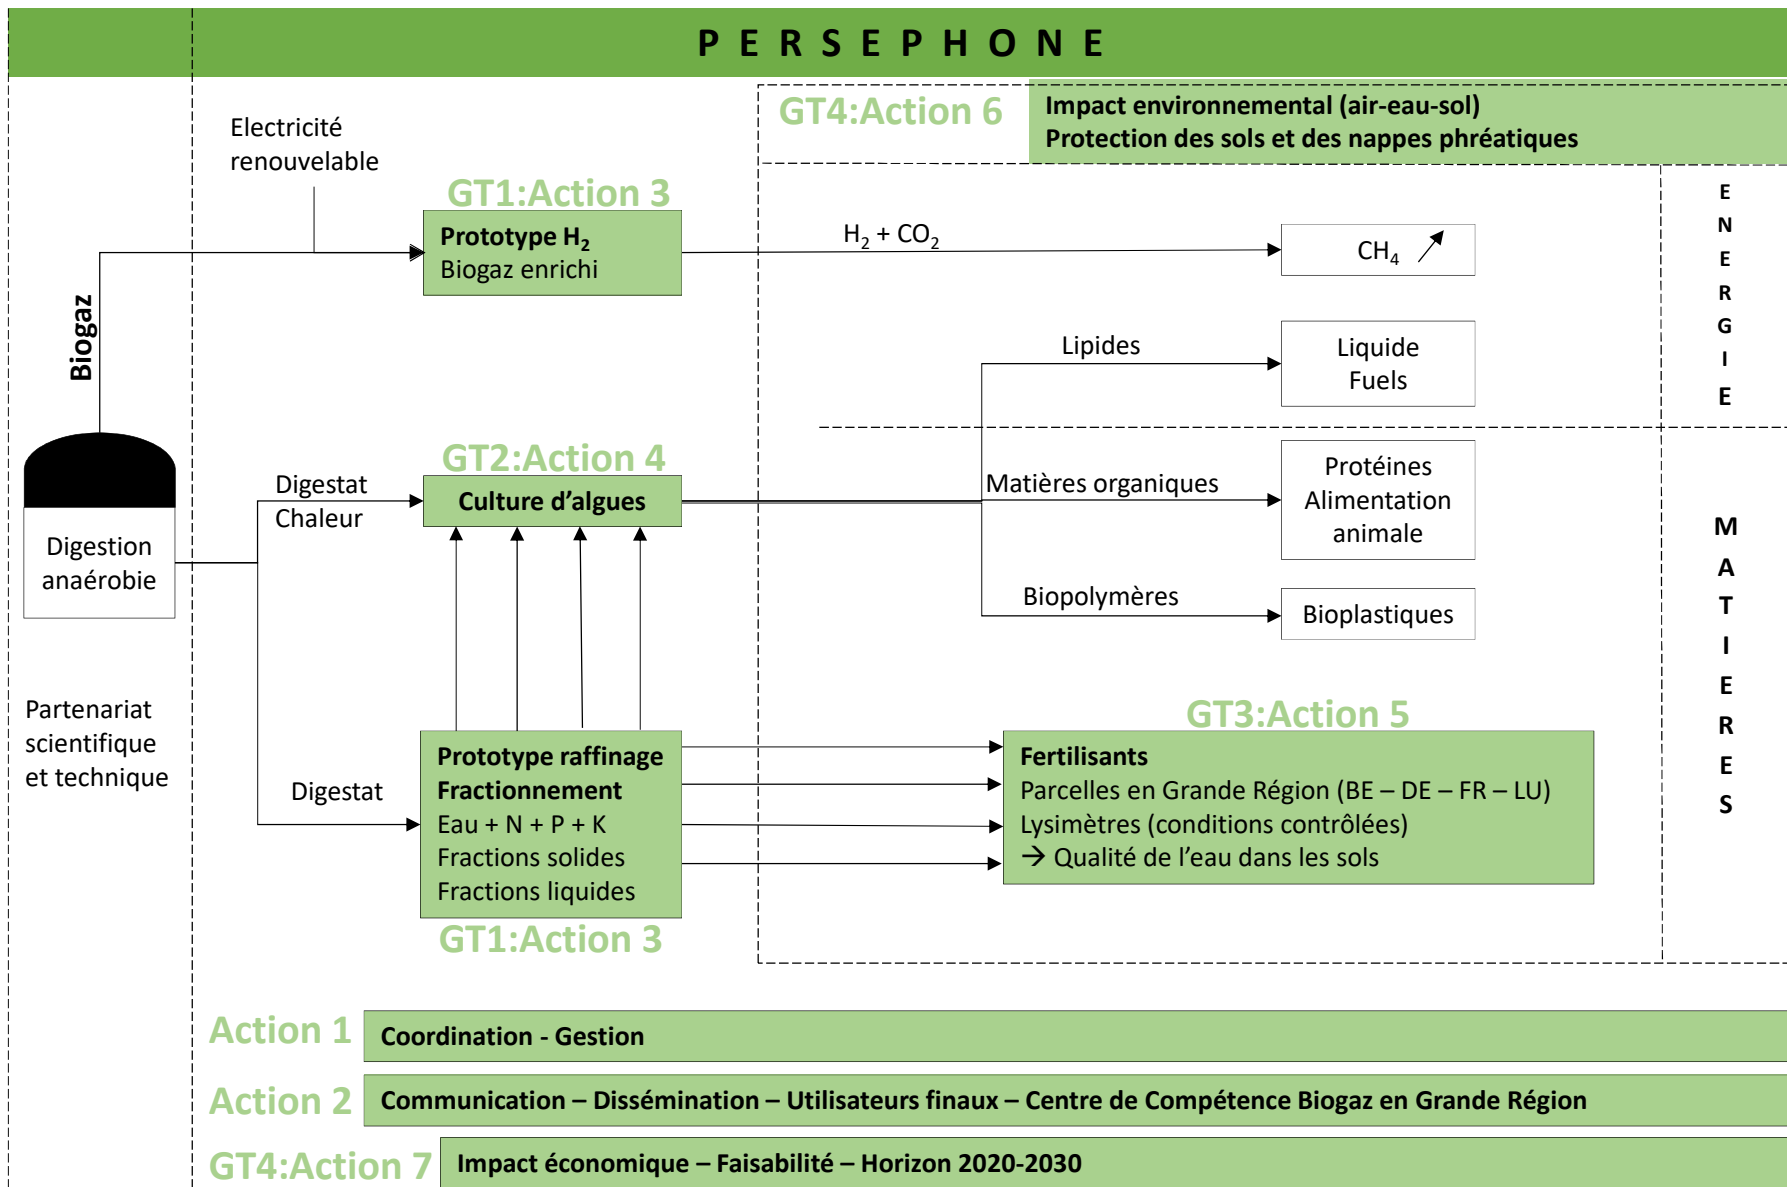 P E R S E P H O N E
GT4:Action 6
Impact environnemental (air-eau-sol)
Protection des sols et des nappes phréatiques
Electricité
renouvelable
GT1:Action 3
Prototype H₂
Biogaz enrichi
H₂ + CO₂
CH₄
Biogaz
Lipides
Liquide
Fuels
ENERGIE
Digestion
anaérobie
Digestat
Chaleur
GT2:Action 4
Culture d’algues
Matières organiques
Protéines
Alimentation
animale
Biopolymères
Bioplastiques
MATIERES
Partenariat
scientifique
et technique
Digestat
Prototype raffinage
Fractionnement
Eau + N + P + K
Fractions solides
Fractions liquides
GT1:Action 3
GT3:Action 5
Fertilisants
Parcelles en Grande Région (BE – DE – FR – LU)
Lysimètres (conditions contrôlées)
→ Qualité de l’eau dans les sols
Action 1
Coordination - Gestion
Action 2
Communication – Dissémination – Utilisateurs finaux – Centre de Compétence Biogaz en Grande Région
GT4:Action 7
Impact économique – Faisabilité – Horizon 2020-2030